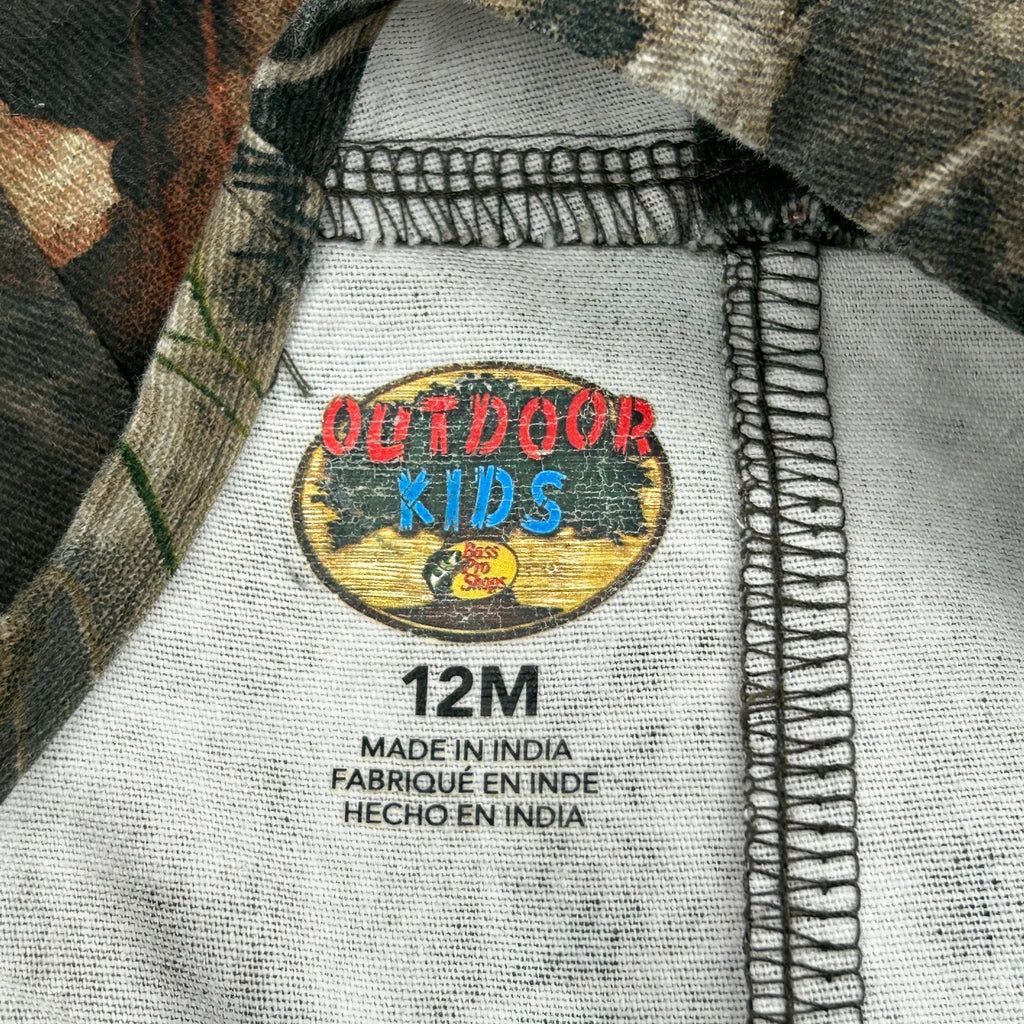 OUTDOOR
KIDS
Bass
Pro
Shops
12M
MADE IN INDIA
FABRIQUÉ EN INDE
HECHO EN INDIA